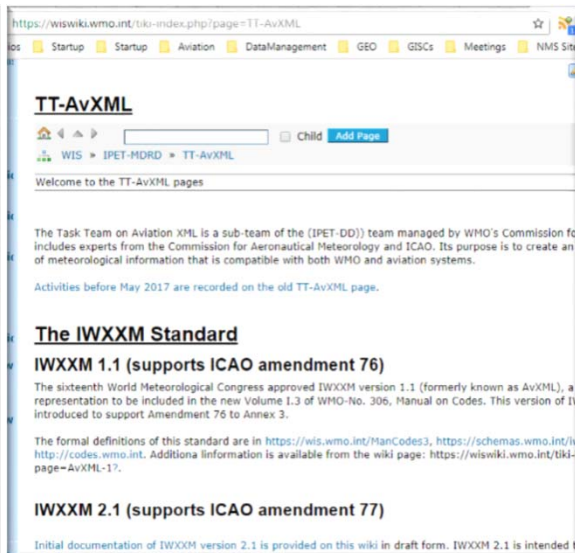 https://wiswiki.wmo.int/tiki-index.php?page=TT-AvXML
Startup Startup Aviation DataManagement GEO GISCs Meetings NMS Site
TT-AvXML
Child Add Page
WIS » IPET-MDRD » TT-AvXML
Welcome to the TT-AvXML pages
The Task Team on Aviation XML is a sub-team of the (IPET-DD)) team managed by WMO's Commission fo
includes experts from the Commission for Aeronautical Meteorology and ICAO. Its purpose is to create an
of meteorological information that is compatible with both WMO and aviation systems.
Activities before May 2017 are recorded on the old TT-AvXML page.
The IWXXM Standard
IWXXM 1.1 (supports ICAO amendment 76)
The sixteenth World Meteorological Congress approved IWXXM version 1.1 (formerly known as AvXML), a
representation to be included in the new Volume I.3 of WMO-No. 306, Manual on Codes. This version of IW
introduced to support Amendment 76 to Annex 3.
The formal definitions of this standard are in https://wis.wmo.int/ManCodes3, https://schemas.wmo.int/iw
http://codes.wmo.int. Additiona linformation is available from the wiki page: https://wiswiki.wmo.int/tiki-
page=AvXML-1?.
IWXXM 2.1 (supports ICAO amendment 77)
Initial documentation of IWXXM version 2.1 is provided on this wiki in draft form. IWXXM 2.1 is intended